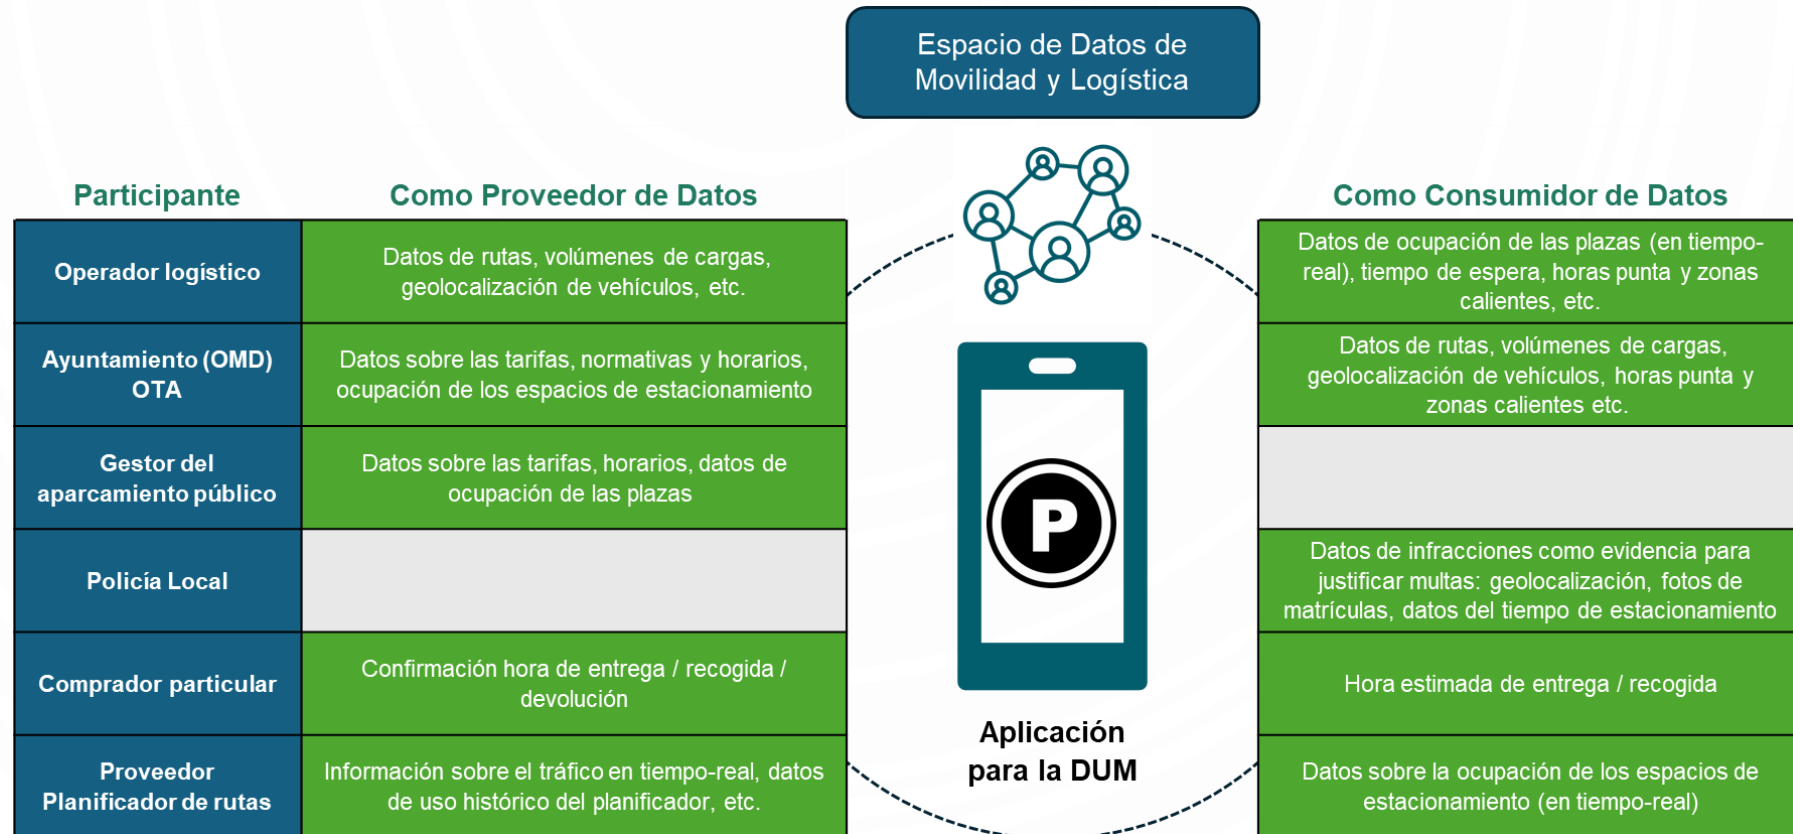 Espacio de Datos de
Movilidad y Logística
Participante
Como Proveedor de Datos
Como Consumidor de Datos
Operador logístico
Datos de rutas, volúmenes de cargas,
geolocalización de vehículos, etc.
Datos de ocupación de las plazas (en tiempo-
real), tiempo de espera, horas punta y zonas
calientes, etc.
Ayuntamiento (OMD)
OTA
Datos sobre las tarifas, normativas y horarios,
ocupación de los espacios de estacionamiento
Datos de rutas, volúmenes de cargas,
geolocalización de vehículos, horas punta y
zonas calientes etc.
Gestor del
aparcamiento público
Datos sobre las tarifas, horarios, datos de
ocupación de las plazas
P
Policía Local
Datos de infracciones como evidencia para
justificar multas: geolocalización, fotos de
matrículas, datos del tiempo de estacionamiento
Comprador particular
Confirmación hora de entrega / recogida /
devolución
Hora estimada de entrega / recogida
Aplicación
para la DUM
Proveedor
Planificador de rutas
Información sobre el tráfico en tiempo-real, datos
de uso histórico del planificador, etc.
Datos sobre la ocupación de los espacios de
estacionamiento (en tiempo-real)